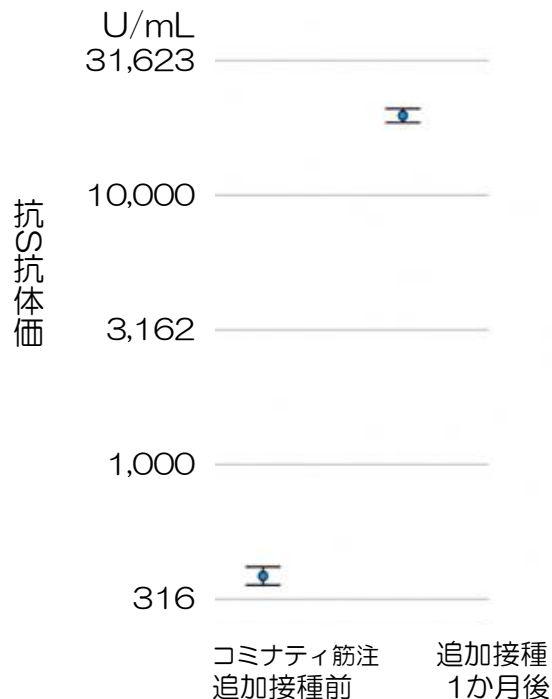 U/mL
31,623
10,000
3,162
1,000
316
抗S抗体価
コミナティ筋注
追加接種前
追加接種
1か月後